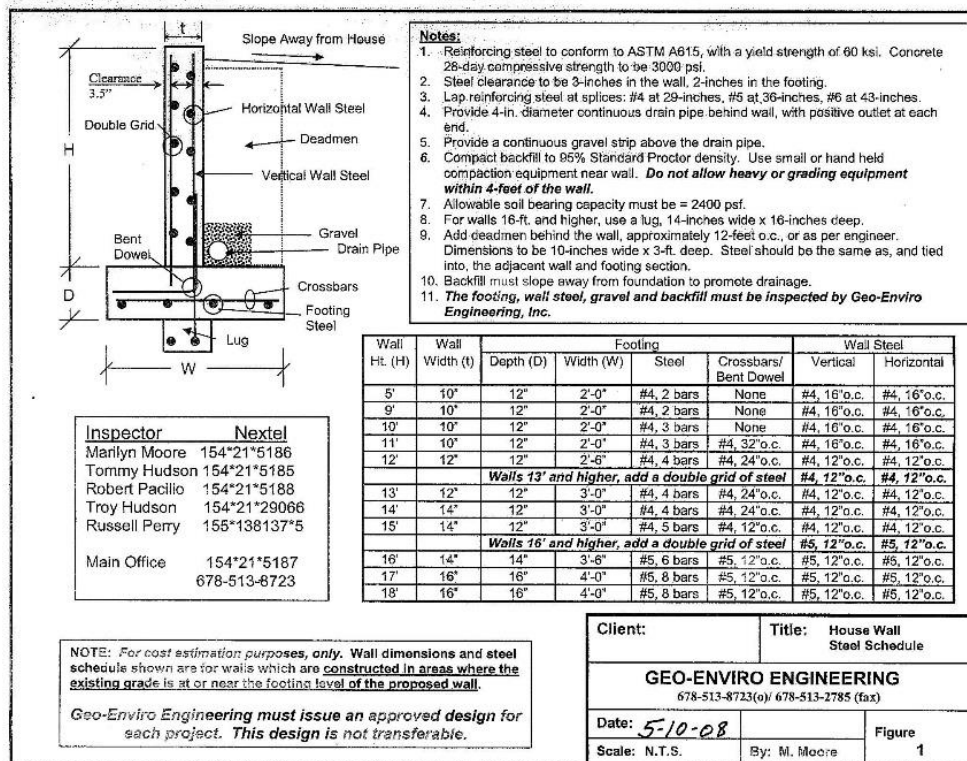 t
Slope Away from House
Clearance
3.5"
Horizontal Wall Steel
Double Grid
Deadmen
H
Vertical Wall Steel
Gravel
Drain Pipe
Bent
Dowel
Crossbars
D
Footing
Steel
Lug
W
Notes:
1. Reinforcing steel to conform to ASTM A615, with a yield strength of 60 ksi. Concrete
28-day compressive strength to be 3000 psi.
2. Steel clearance to be 3-inches in the wall, 2-inches in the footing.
3. Lap reinforcing steel at splices: #4 at 29-inches, #5 at 36-inches, #6 at 43-inches.
4. Provide 4-in. diameter continuous drain pipe behind wall, with positive outlet at each
end.
5. Provide a continuous gravel strip above the drain pipe.
6. Compact backfill to 95% Standard Proctor density. Use small or hand held
compaction equipment near wall. Do not allow heavy or grading equipment
within 4-feet of the wall.
7. Allowable soil bearing capacity must be = 2400 psf.
8. For walls 16-ft. and higher, use a lug, 14-inches wide x 16-inches deep.
9. Add deadmen behind the wall, approximately 12-feet o.c., or as per engineer.
Dimensions to be 10-inches wide x 3-ft. deep. Steel should be the same as, and tied
into, the adjacent wall and footing section.
10. Backfill must slope away from foundation to promote drainage.
11. The footing, wall steel, gravel and backfill must be inspected by Geo-Enviro
Engineering, Inc.
Wall Wall Footing Wall Steel
Ht. (H) Width (t) Depth (D) Width (W) Steel Crossbars/ Vertical Horizontal
Bent Dowel
5' 10" 12" 2'-0" #4, 2 bars None #4, 16"o.c. #4, 16"o.c.
9' 10" 12" 2'-0" #4, 2 bars None #4, 16"o.c. #4, 16"o.c.
10' 10" 12" 2'-0" #4, 3 bars None #4, 16"o.c. #4, 16"o.c.
11' 10" 12" 2'-0" #4, 3 bars #4, 32"o.c. #4, 16"o.c. #4, 16"o.c.
12' 12" 12" 2'-6" #4, 4 bars #4, 24"o.c. #4, 12"o.c. #4, 12"o.c.
Walls 13' and higher, add a double grid of steel #4, 12"o.c. #4, 12"o.c.
13' 12" 12" 3'-0" #4, 4 bars #4, 24"o.c. #4, 12"o.c. #4, 12"o.c.
14' 14" 12" 3'-0" #4, 4 bars #4, 24"o.c. #4, 12"o.c. #4, 12"o.c.
15' 14" 12" 3'-0" #4, 5 bars #4, 12"o.c. #4, 12"o.c. #4, 12"o.c.
Walls 16' and higher, add a double grid of steel #5, 12"o.c. #5, 12"o.c.
16' 14" 14" 3'-6" #5, 6 bars #5, 12"o.c. #5, 12"o.c. #5, 12"o.c.
17' 16" 16" 4'-0" #5, 8 bars #5, 12"o.c. #5, 12"o.c. #5, 12"o.c.
18' 16" 16" 4'-0" #5, 8 bars #5, 12"o.c. #5, 12"o.c. #5, 12"o.c.
Inspector Nextel
Marilyn Moore 154*21*5186
Tommy Hudson 154*21*5185
Robert Pacilio 154*21*5188
Troy Hudson 154*21*29066
Russell Perry 155*138137*5
Main Office 154*21*5187
678-513-8723
NOTE: For cost estimation purposes, only. Wall dimensions and steel
schedule shown are for walls which are constructed in areas where the
existing grade is at or near the footing level of the proposed wall.
Geo-Enviro Engineering must issue an approved design for
each project. This design is not transferable.
Client: Title: House Wall
Steel Schedule
GEO-ENVIRO ENGINEERING
678-513-8723(o)/ 678-513-2785 (fax)
Date: 5-10-08
Figure
1
Scale: N.T.S. By: M. Moore